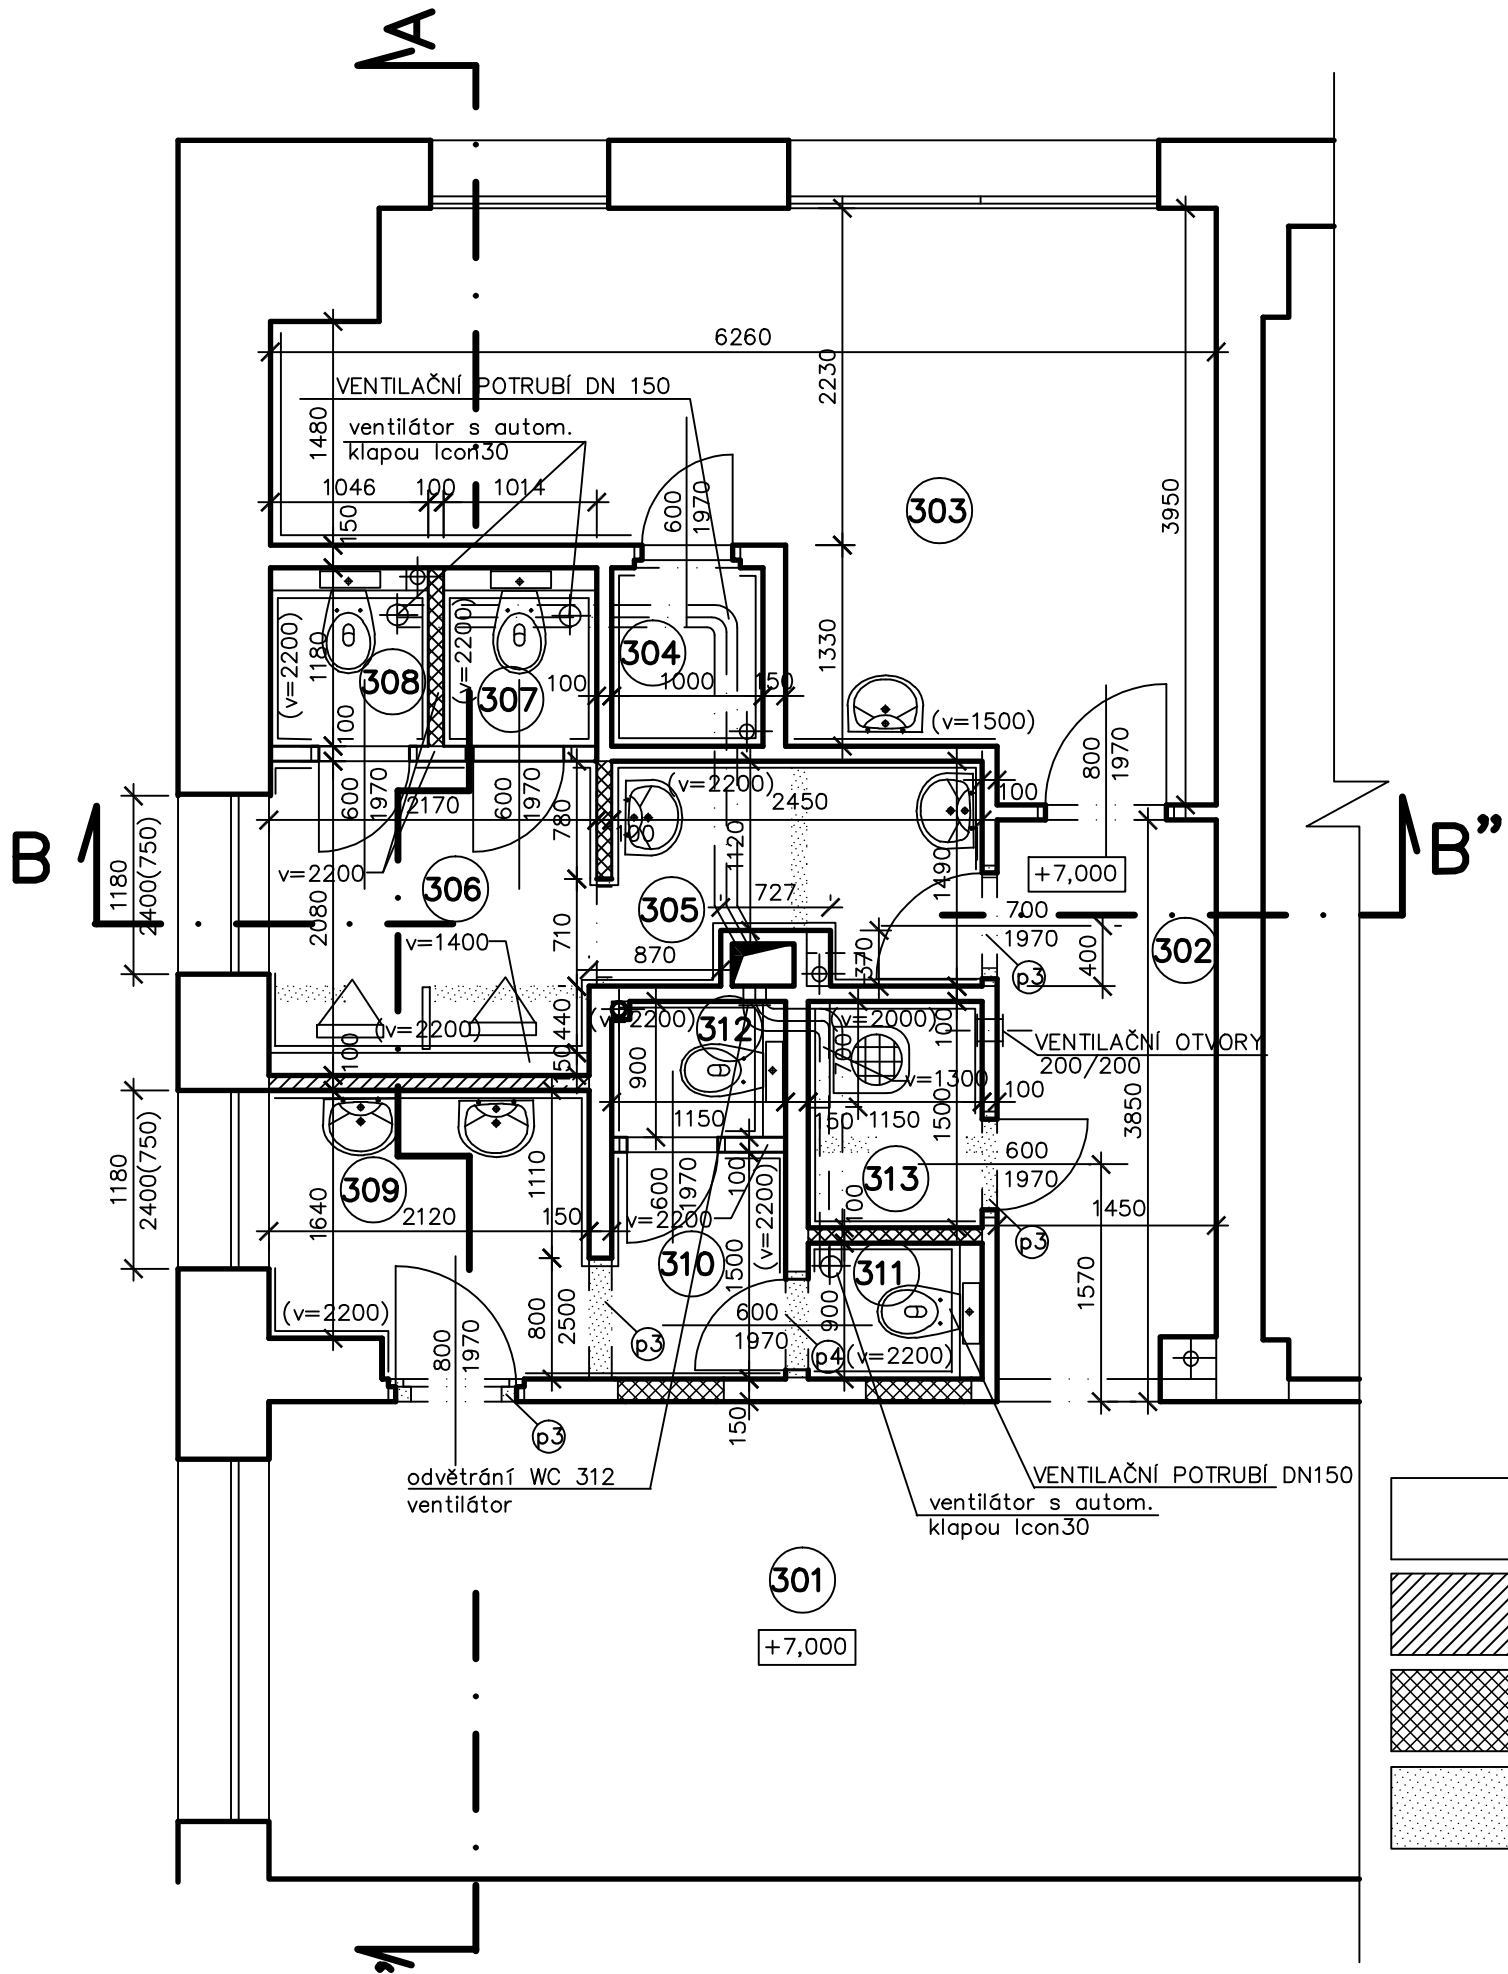 A
6260
2230
3950
VENTILAČNÍ POTRUBÍ DN 150
ventilátor s autom.
klapou Icon30
1480
1046
100
1014
150
600
1970
303
(v=2200)
1180
308
(v=2200)
307
100
304
1000
150
1330
(v=1500)
800
1970
100
600
1970
2170
600
1970
780
100
(v=2200)
2450
100
1120
1490
B
1180
2400(750)
v=2200
306
2080
v=1400
710
305
727
870
370
+7,000
700
1970
400
302
p3
B”
(v=2200)
100
440
150
(v=2200)
312
900
(v=2000)
100
700
v=1300
VENTILAČNÍ OTVORY
200/200
100
1150
150
1150
1500
3850
1180
2400(750)
309
1640
2120
1110
150
600
1970
100
v=2200
(v=2200)
313
100
600
1970
1450
p3
310
1500
311
1570
(v=2200)
800
1970
800
2500
p3
600
1970
900
p4
(v=2200)
150
p3
odvětrání WC 312
ventilátor
VENTILAČNÍ POTRUBÍ DN150
ventilátor s autom.
klapou Icon30
301
+7,000